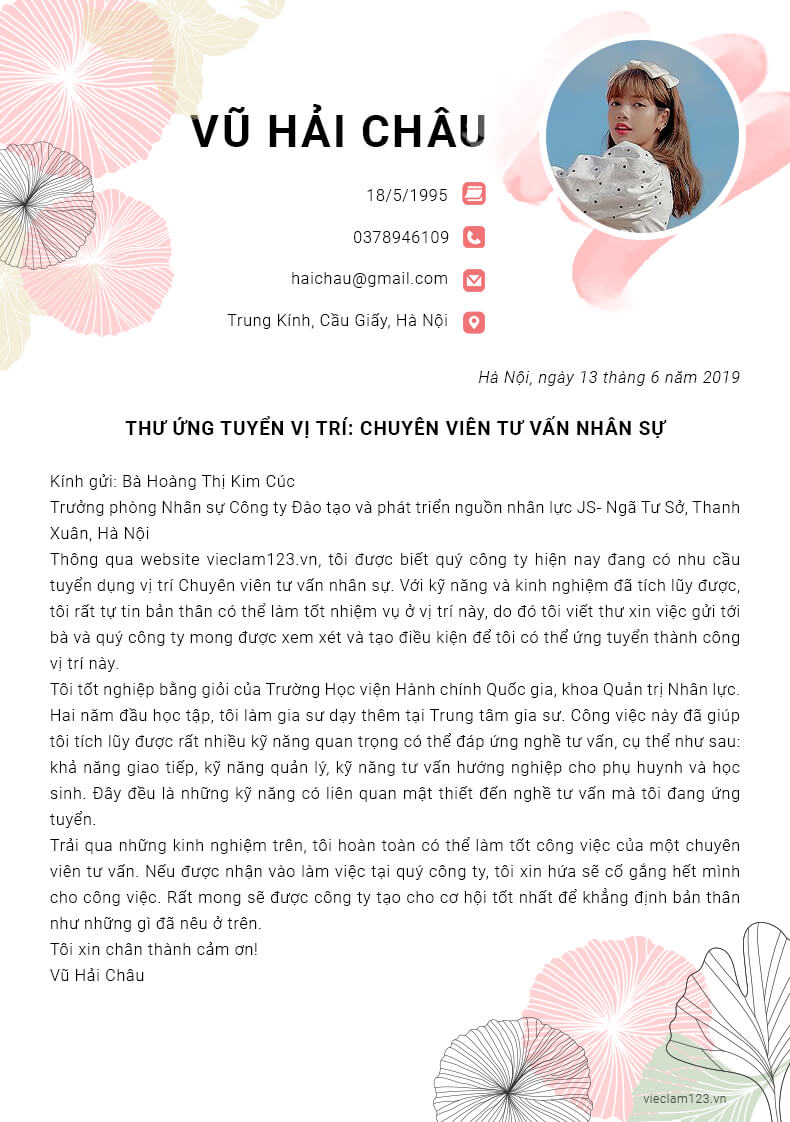 VŨ HẢI CHÂU
18/5/1995
0378946109
haichau@gmail.com
Trung Kính, Cầu Giấy, Hà Nội
Hà Nội, ngày 13 tháng 6 năm 2019
THƯ ỨNG TUYỂN VỊ TRÍ: CHUYÊN VIÊN TƯ VẤN NHÂN SỰ
Kính gửi: Bà Hoàng Thị Kim Cúc
Trưởng phòng Nhân sự Công ty Đào tạo và phát triển nguồn nhân lực JS- Ngã Tư Sở, Thanh
Xuân, Hà Nội
Thông qua website vieclam123.vn, tôi được biết quý công ty hiện nay đang có nhu cầu
tuyển dụng vị trí Chuyên viên tư vấn nhân sự. Với kỹ năng và kinh nghiệm đã tích lũy được,
tôi rất tự tin bản thân có thể làm tốt nhiệm vụ ở vị trí này, do đó tôi viết thư xin việc gửi tới
bà và quý công ty mong được xem xét và tạo điều kiện để tôi có thể ứng tuyển thành công
vị trí này.
Tôi tốt nghiệp bằng giỏi của Trường Học viện Hành chính Quốc gia, khoa Quản trị Nhân lực.
Hai năm đầu học tập, tôi làm gia sư dạy thêm tại Trung tâm gia sư. Công việc này đã giúp
tôi tích lũy được rất nhiều kỹ năng quan trọng có thể đáp ứng nghề tư vấn, cụ thể như sau:
khả năng giao tiếp, kỹ năng quản lý, kỹ năng tư vấn hướng nghiệp cho phụ huynh và học
sinh. Đây đều là những kỹ năng có liên quan mật thiết đến nghề tư vấn mà tôi đang ứng
tuyển.
Trải qua những kinh nghiệm trên, tôi hoàn toàn có thể làm tốt công việc của một chuyên
viên tư vấn. Nếu được nhận vào làm việc tại quý công ty, tôi xin hứa sẽ cố gắng hết mình
cho công việc. Rất mong sẽ được công ty tạo cho cơ hội tốt nhất để khẳng định bản thân
như những gì đã nêu ở trên.
Tôi xin chân thành cảm ơn!
Vũ Hải Châu
vieclam123.vn